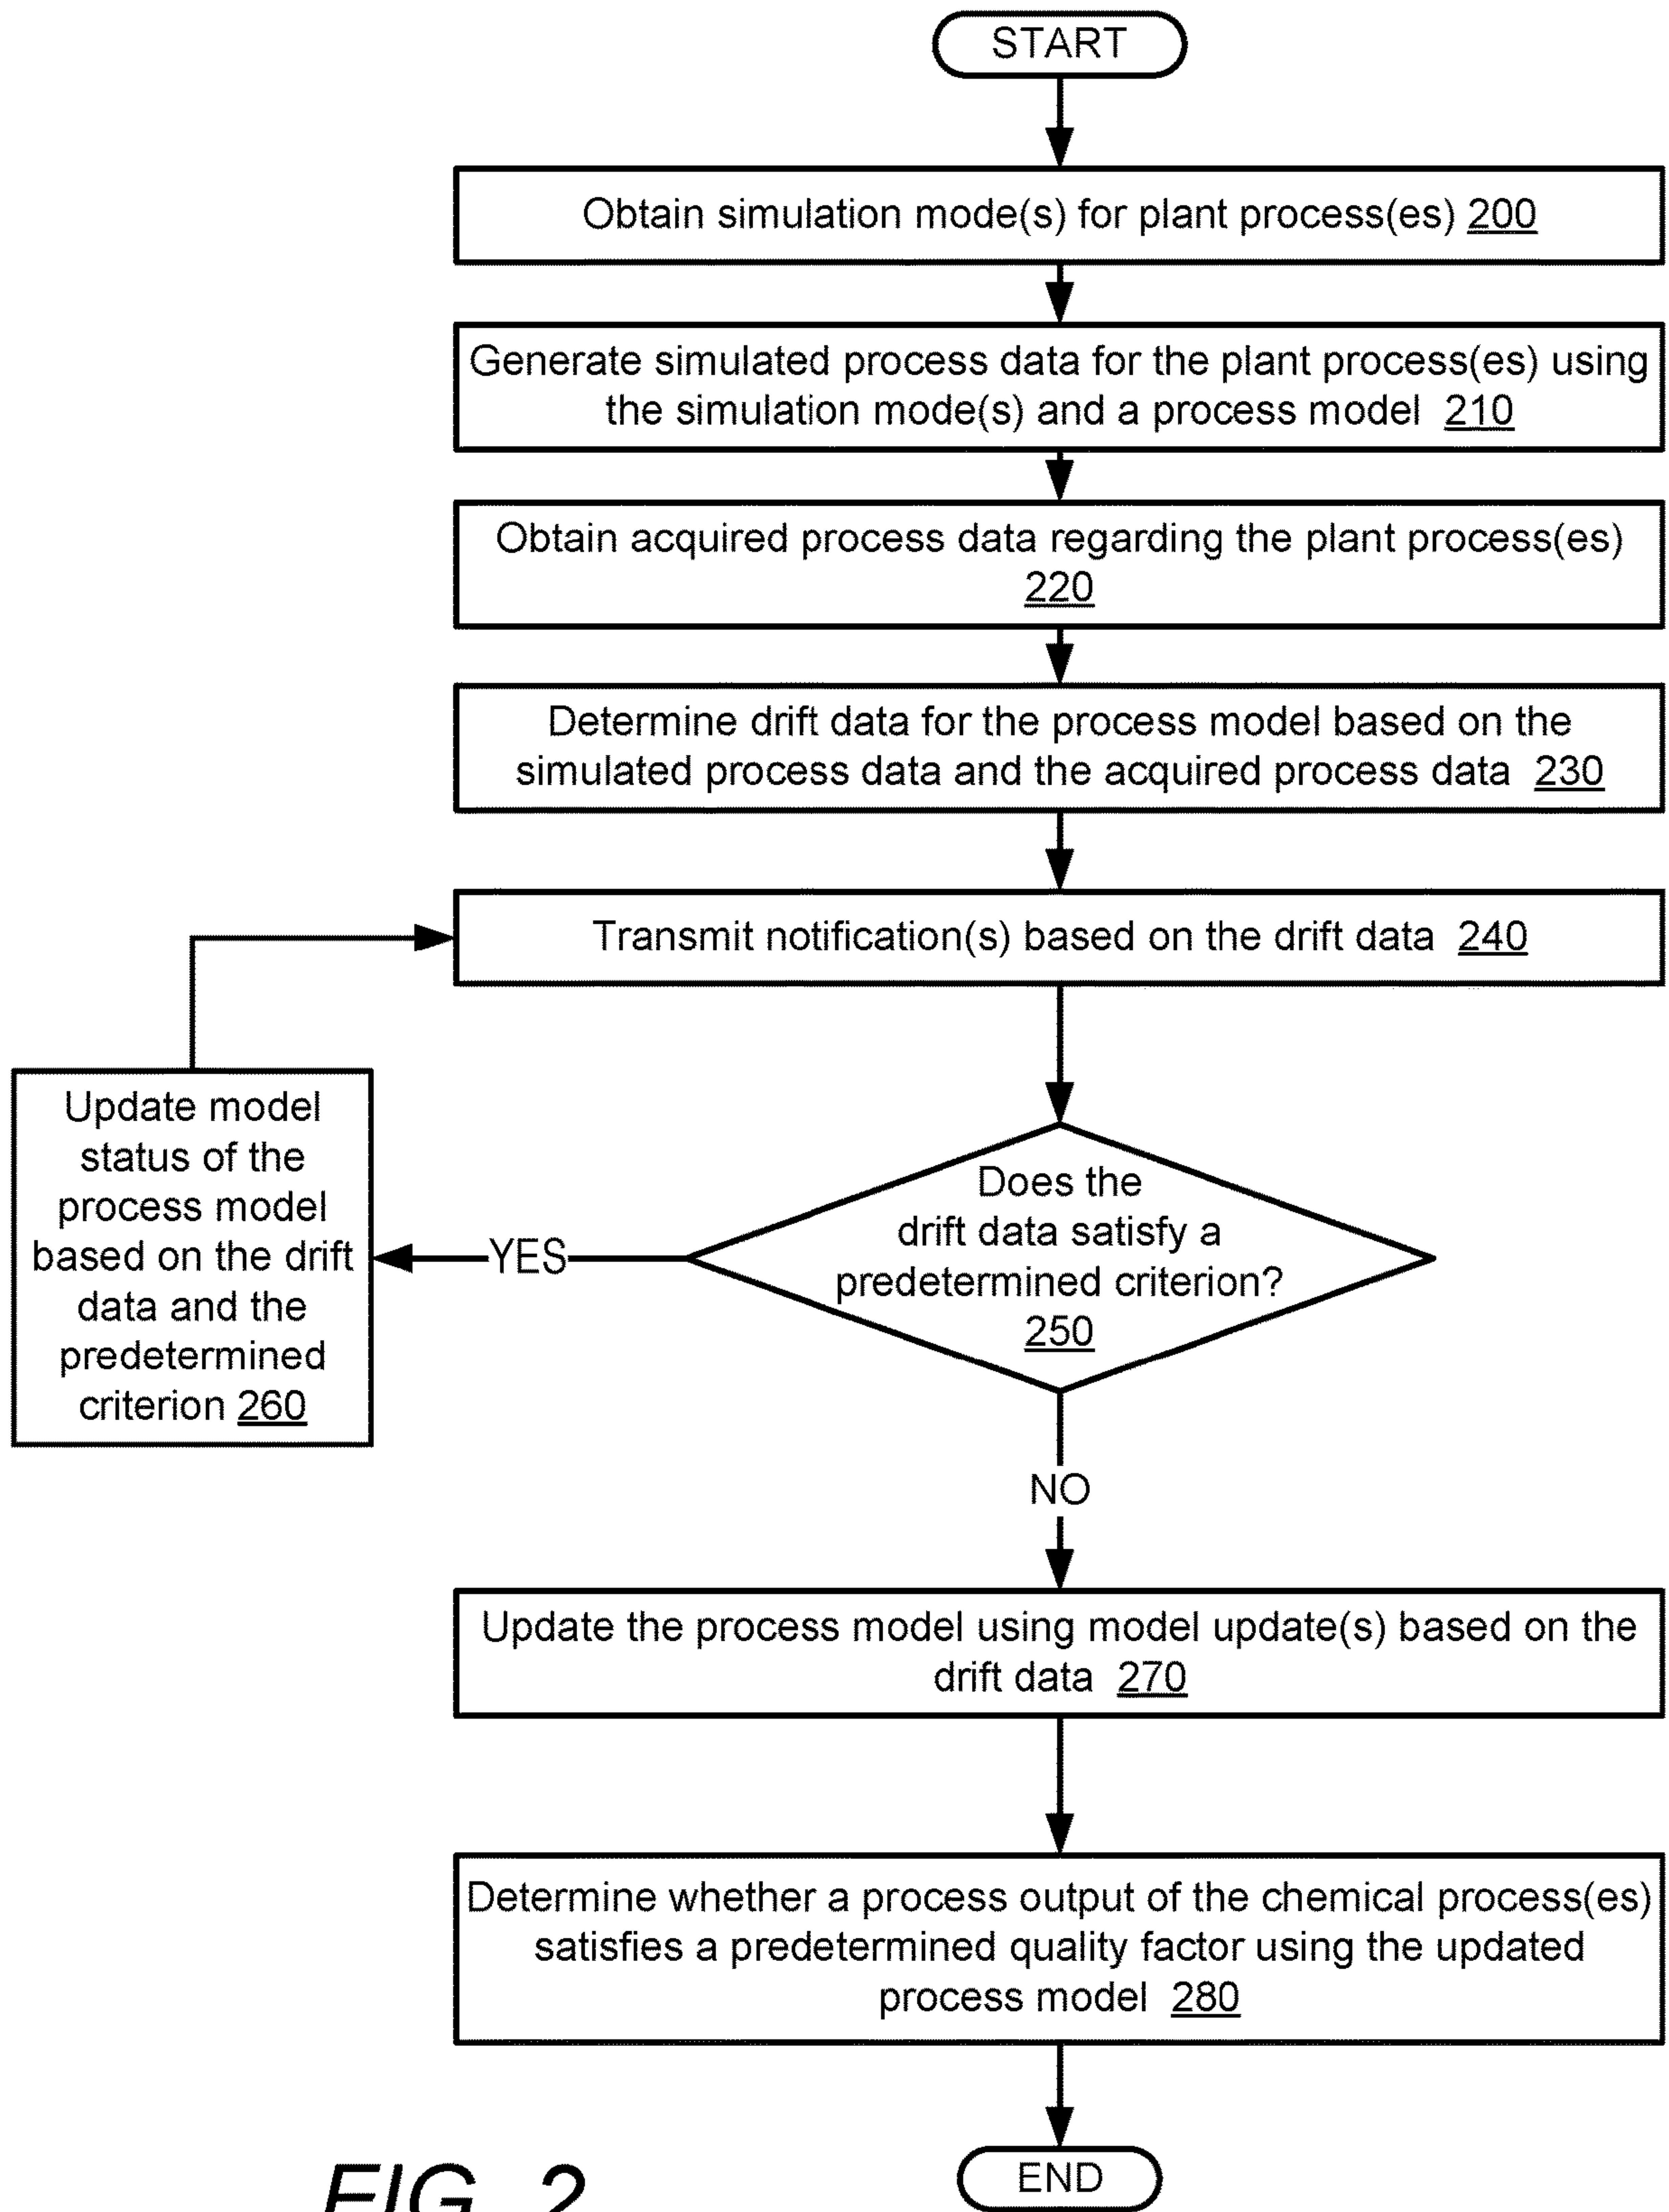 START
Obtain simulation mode(s) for plant process(es) 200
Generate simulated process data for the plant process(es) using
the simulation mode(s) and a process model 210
Obtain acquired process data regarding the plant process(es)
220
Determine drift data for the process model based on the
simulated process data and the acquired process data 230
Transmit notification(s) based on the drift data 240
Update model
status of the
process model
based on the drift
data and the
predetermined
criterion 260
YES
Does the
drift data satisfy a
predetermined criterion?
250
NO
Update the process model using model update(s) based on the
drift data 270
Determine whether a process output of the chemical process(es)
satisfies a predetermined quality factor using the updated
process model 280
END
FIG. 2